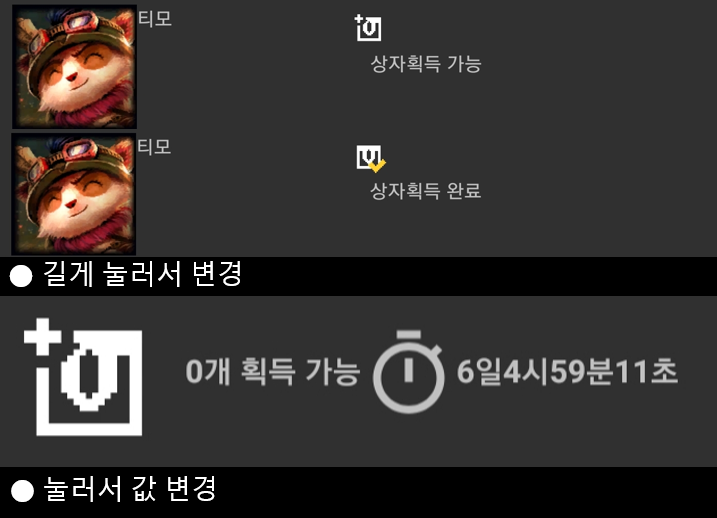 티모
상자획득 가능
티모
상자획득 완료
● 길게 눌러서 변경
0개 획득 가능 6일4시59분11초
● 눌러서 값 변경